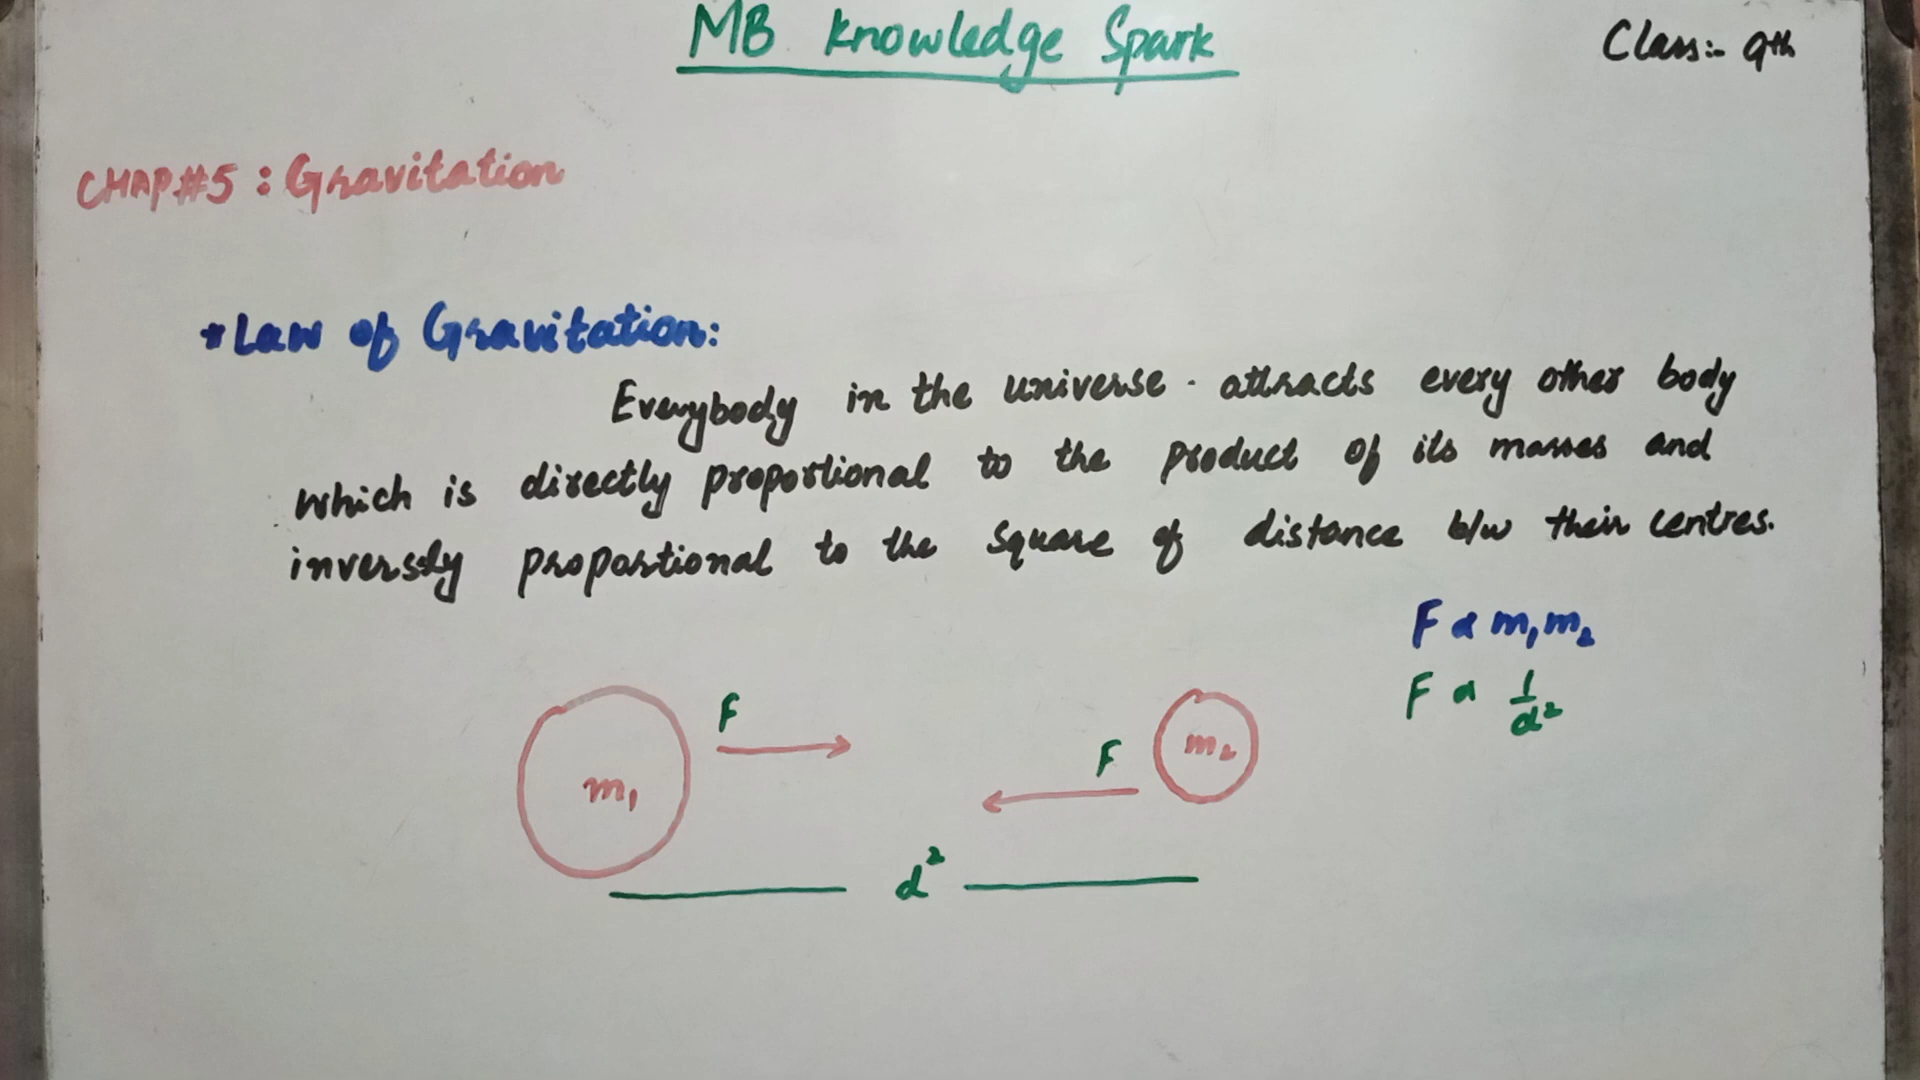 MB Knowledge Spark
Class:- 9th
CHAP#5 : Gravitation
*Law of Gravitation:
Everybody in the universe attracts every other body
which is directly proportional to the product of its masses and
inversly proportional to the square of distance b/w their centres.
F ∝ m₁m₂
F ∝ 1/d²
F
F
m₂
m₁
d²